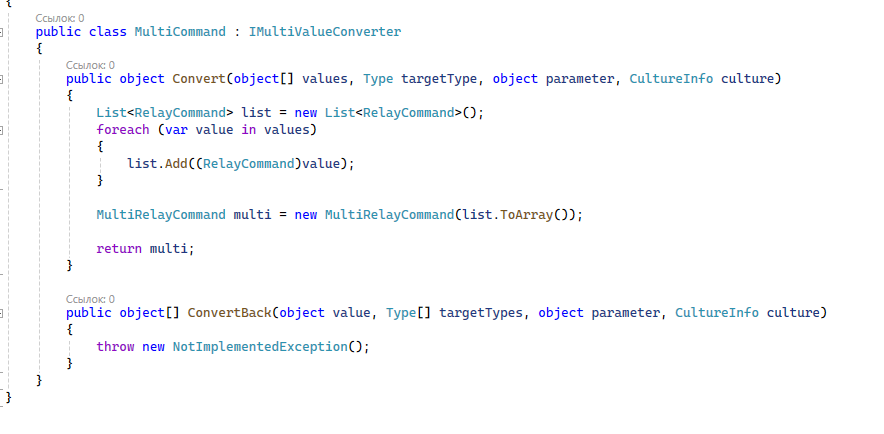 {
Ссылок: 0
public class MultiCommand : IMultiValueConverter
{
Ссылок: 0
public object Convert(object[] values, Type targetType, object parameter, CultureInfo culture)
{
List<RelayCommand> list = new List<RelayCommand>();
foreach (var value in values)
{
list.Add((RelayCommand)value);
}
MultiRelayCommand multi = new MultiRelayCommand(list.ToArray());
return multi;
}
Ссылок: 0
public object[] ConvertBack(object value, Type[] targetTypes, object parameter, CultureInfo culture)
{
throw new NotImplementedException();
}
}
}